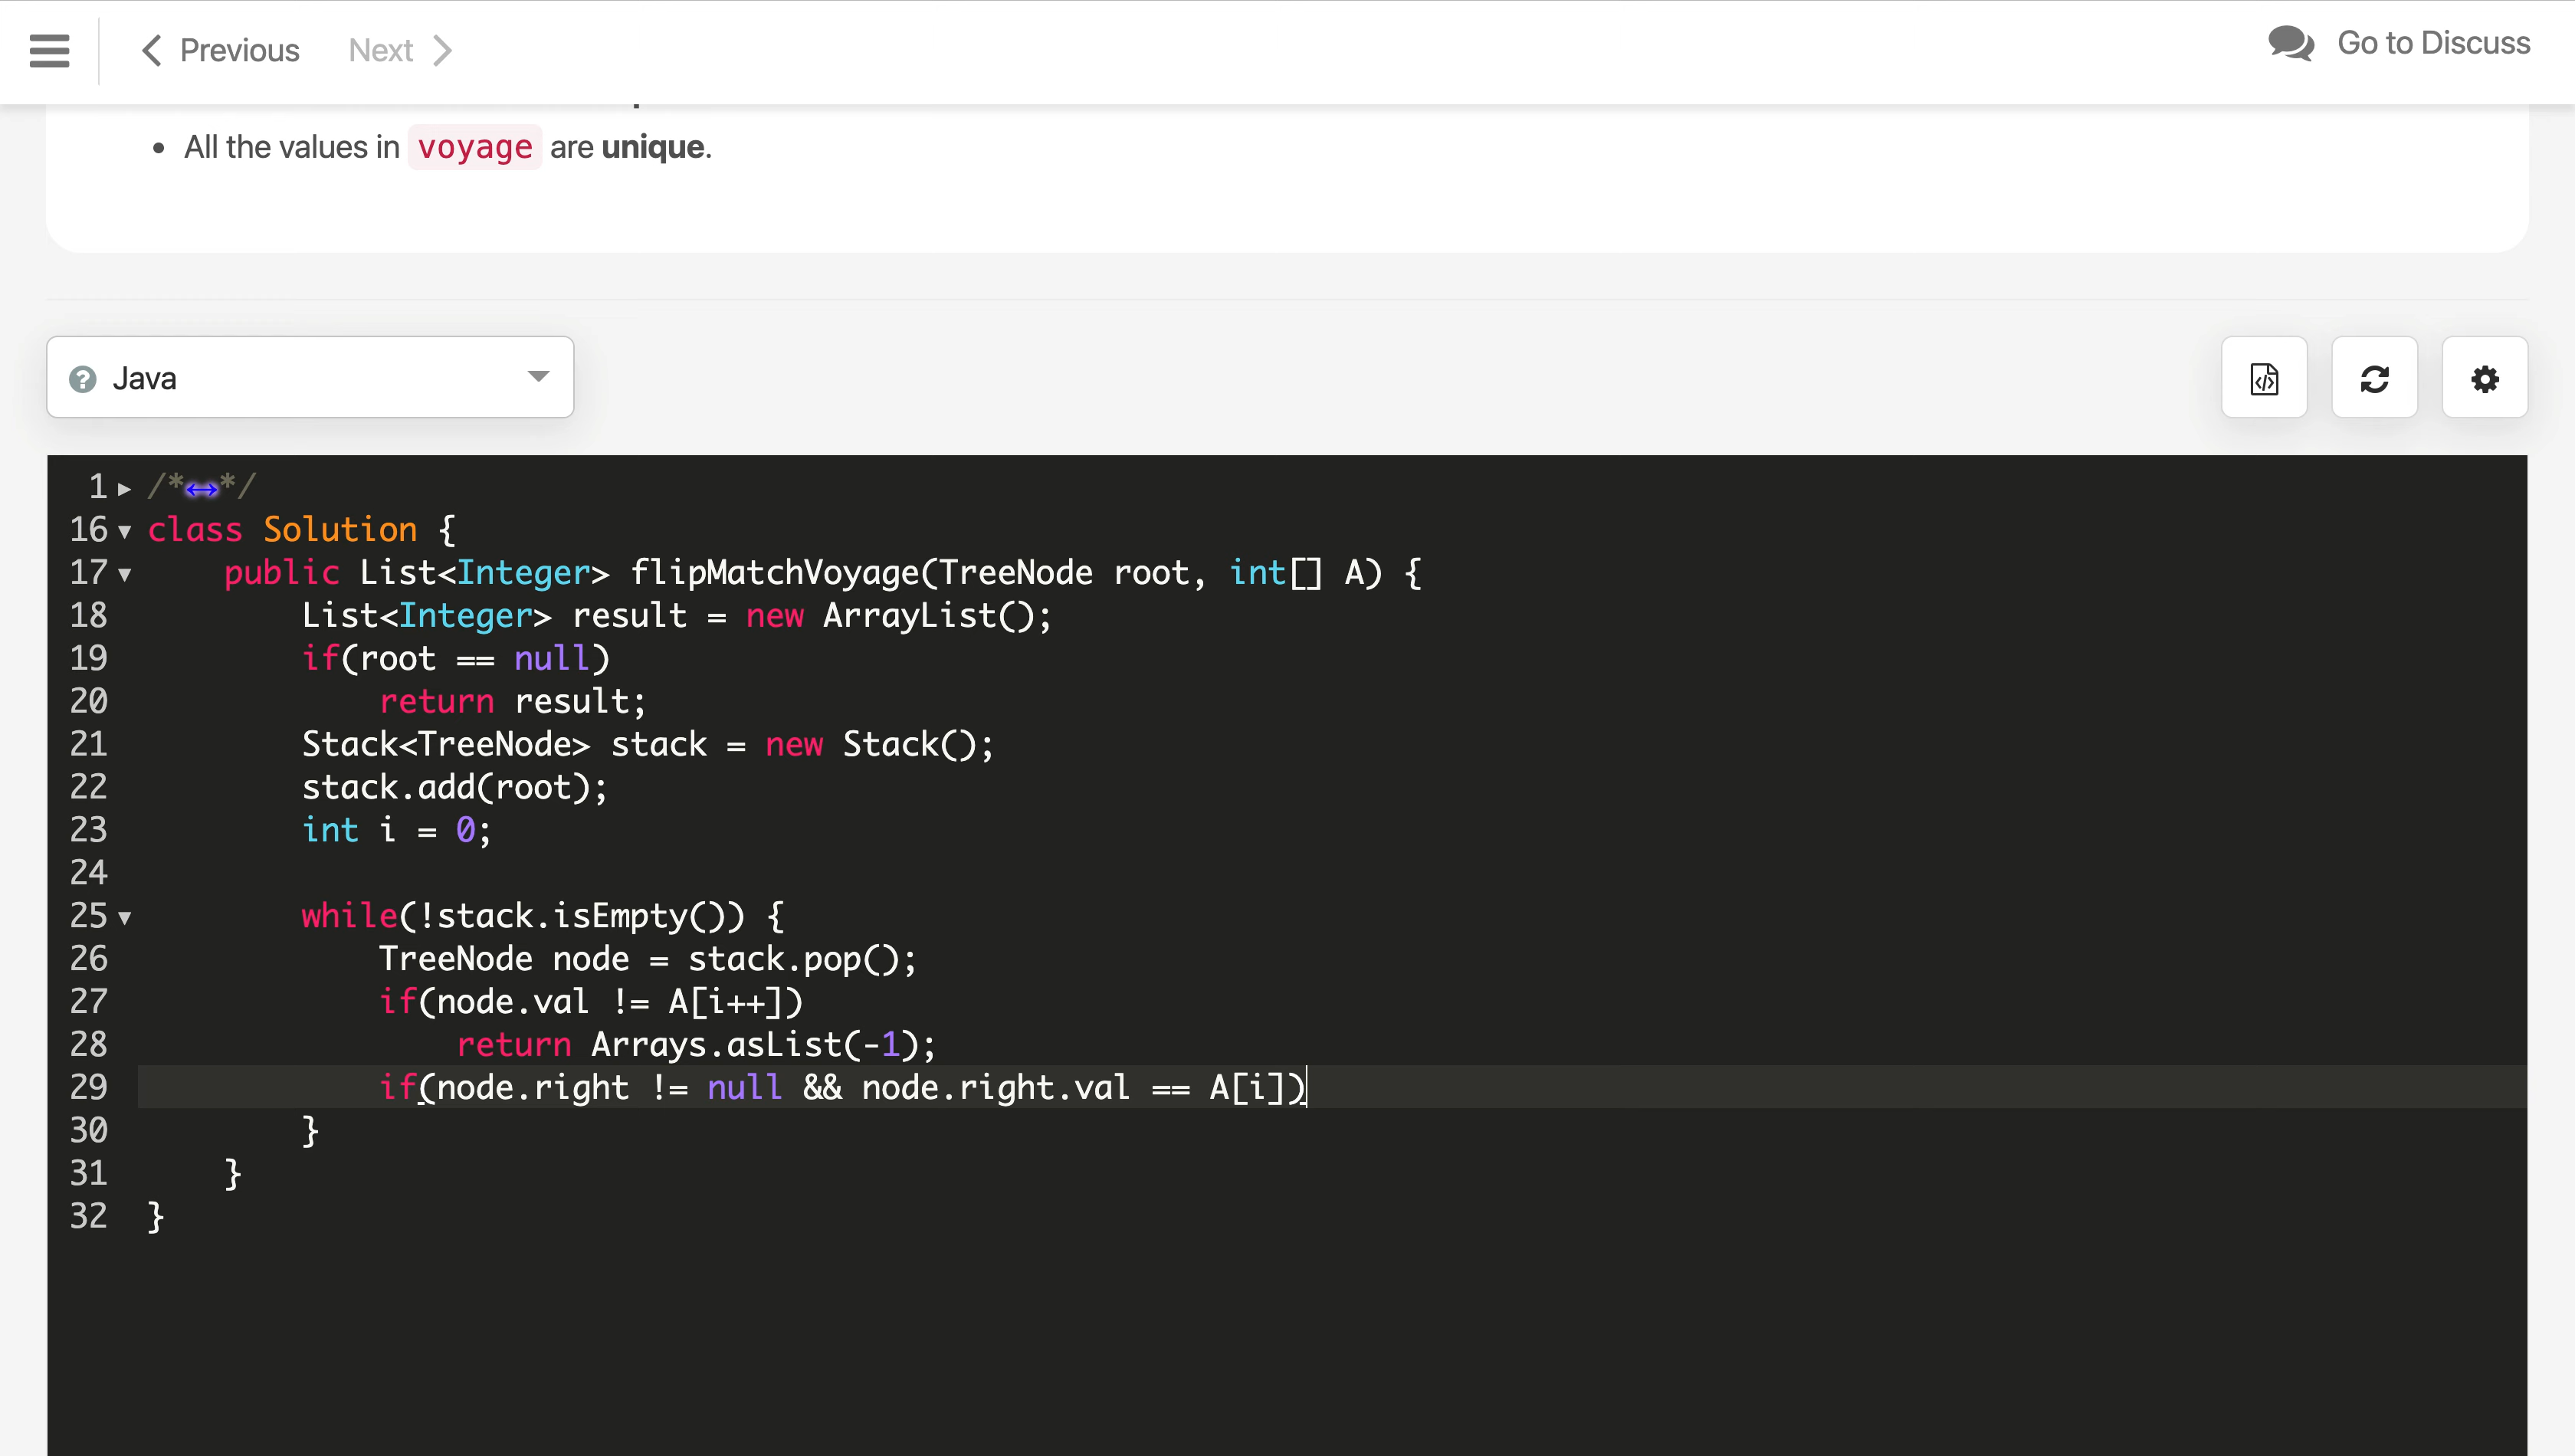 Previous Next Go to Discuss
• All the values in voyage are unique.
? Java
1 /*↔*/
16 class Solution {
17 public List<Integer> flipMatchVoyage(TreeNode root, int[] A) {
18 List<Integer> result = new ArrayList();
19 if(root == null)
20 return result;
21 Stack<TreeNode> stack = new Stack();
22 stack.add(root);
23 int i = 0;
24
25 while(!stack.isEmpty()) {
26 TreeNode node = stack.pop();
27 if(node.val != A[i++])
28 return Arrays.asList(-1);
29 if(node.right != null && node.right.val == A[i])
30 }
31 }
32 }